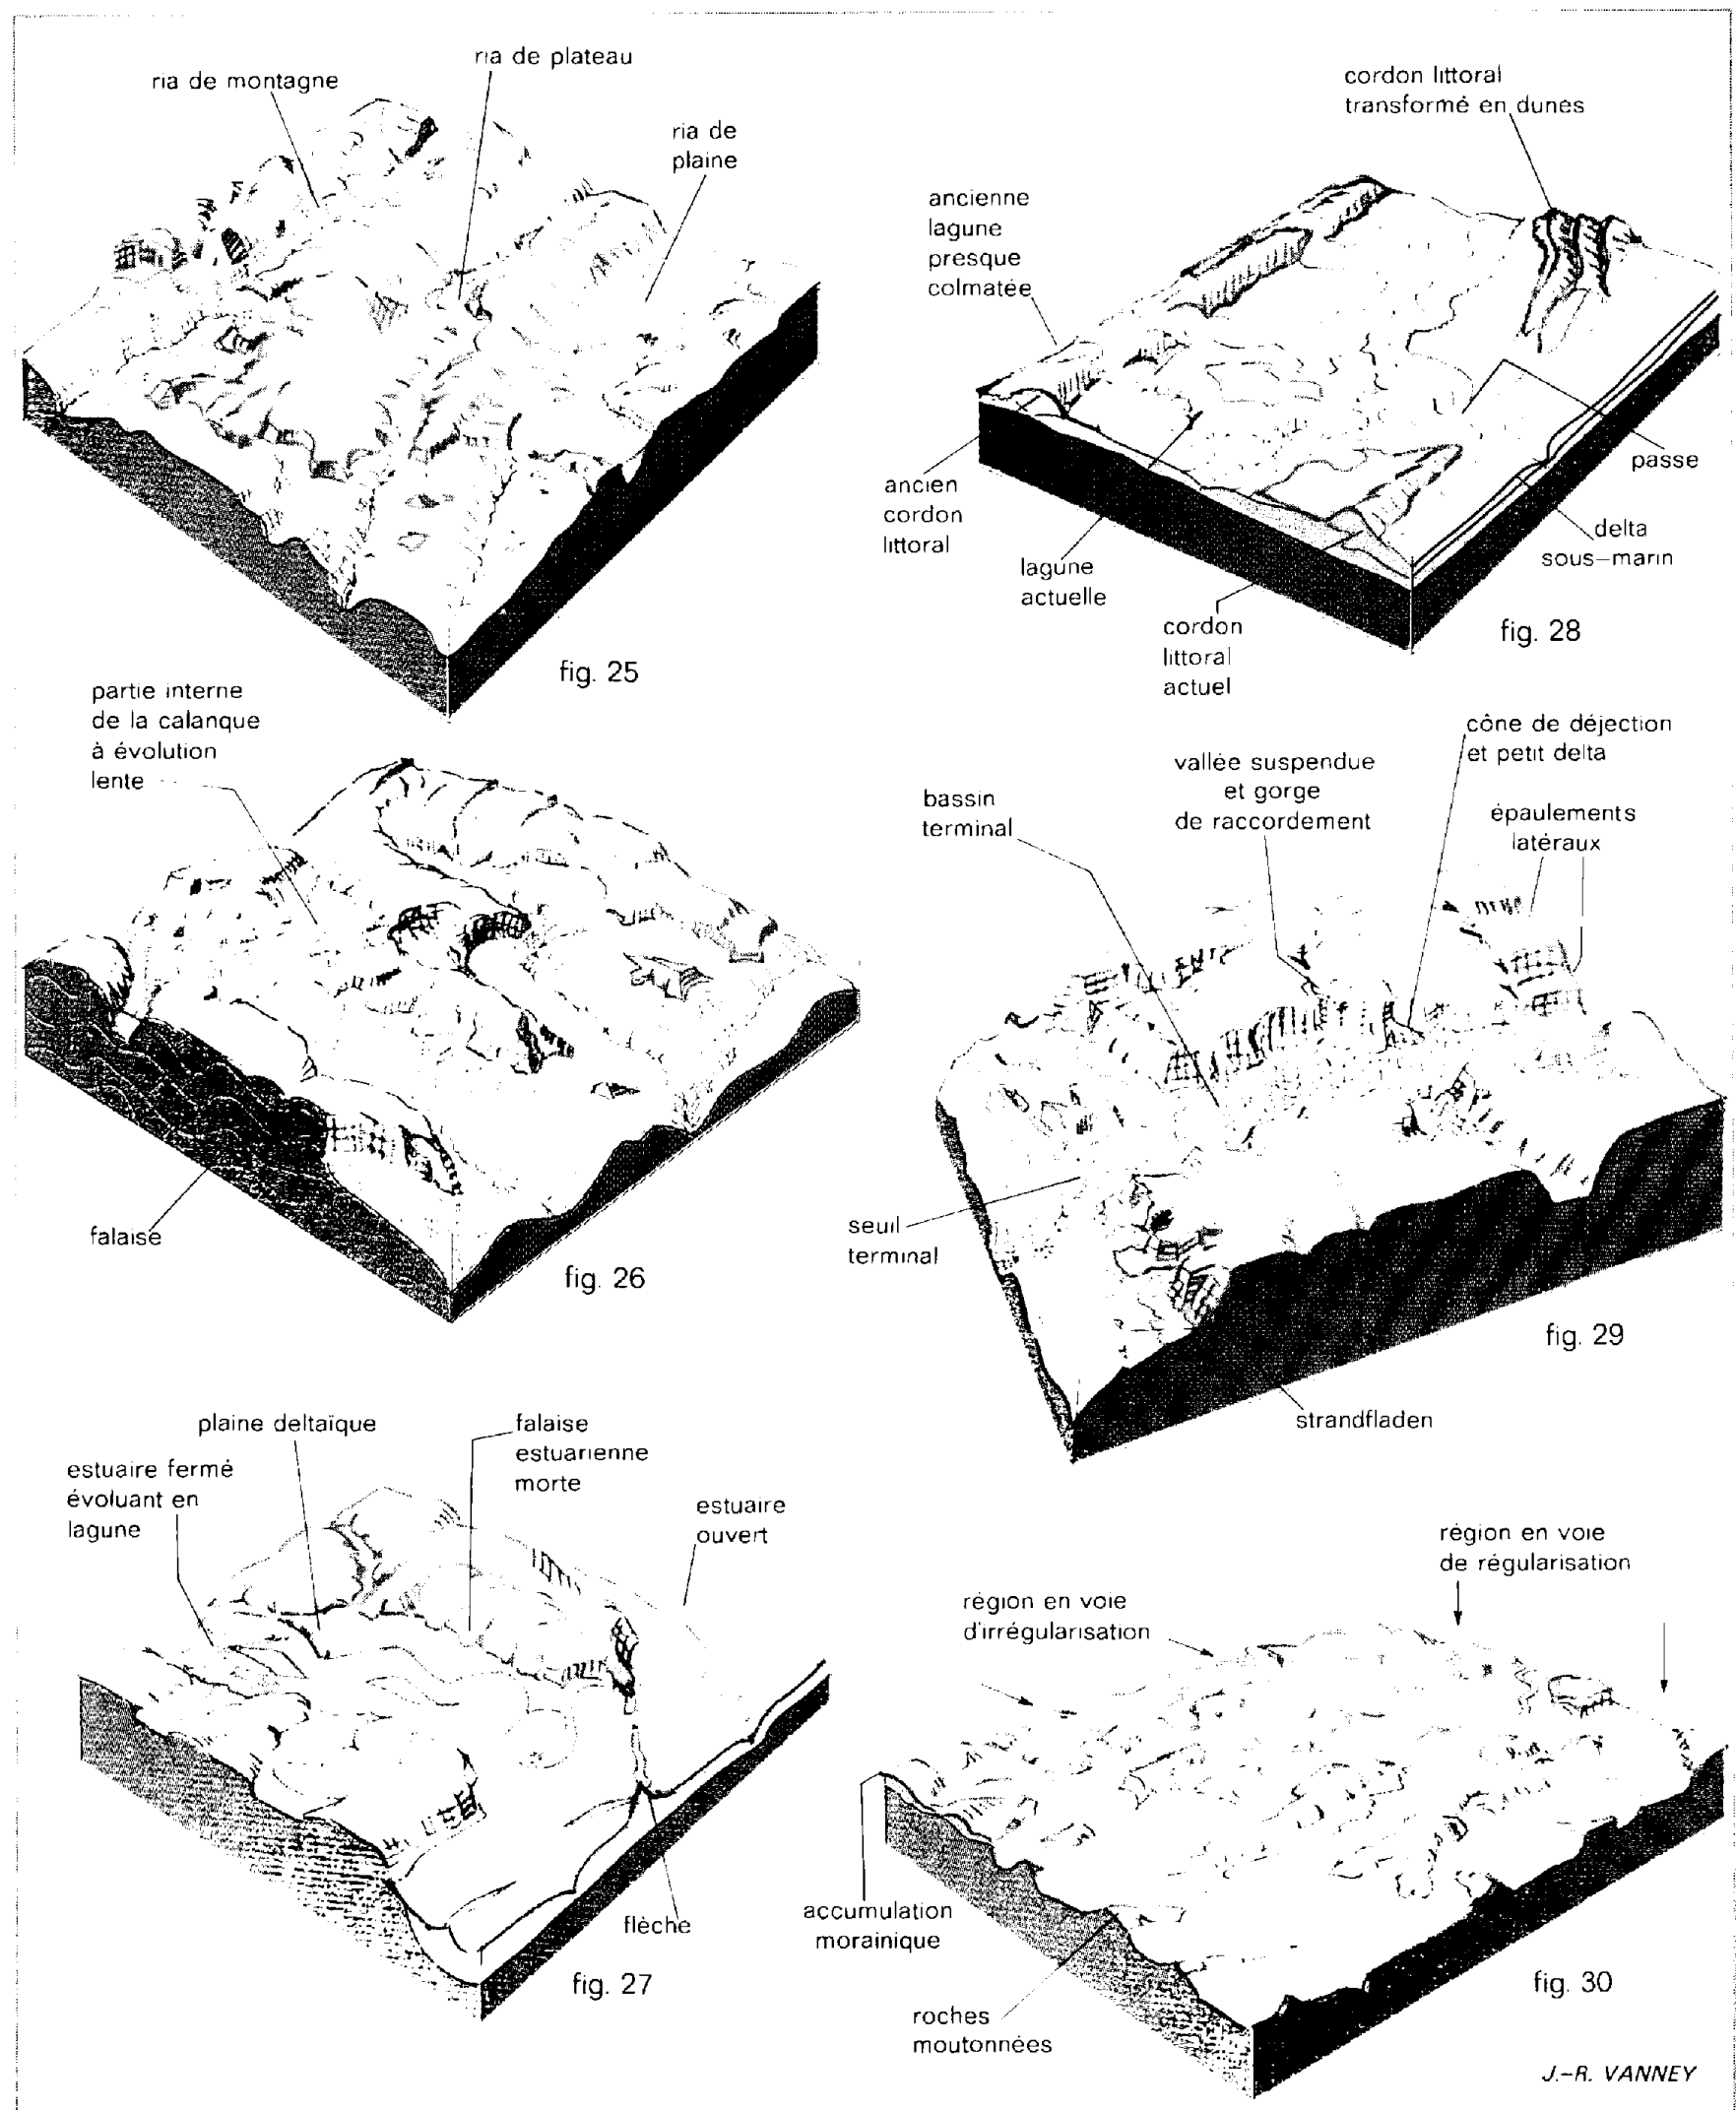 ria de montagne
ria de plateau
ria de
plaine
fig. 25
cordon littoral
transformé en dunes
ancienne
lagune
presque
colmatée
passe
ancien
cordon
littoral
delta
sous-marin
lagune
actuelle
cordon
littoral
actuel
fig. 28
partie interne
de la calanque
à évolution
lente
falaise
fig. 26
cône de déjection
et petit delta
vallée suspendue
et gorge
de raccordement
bassin
terminal
épaulements
latéraux
seuil
terminal
fig. 29
strandfladen
plaine deltaïque
falaise
estuarienne
morte
estuaire fermé
évoluant en
lagune
estuaire
ouvert
flèche
fig. 27
région en voie
de régularisation
région en voie
d'irrégularisation
accumulation
morainique
roches
moutonnées
fig. 30
J.-R. VANNEY